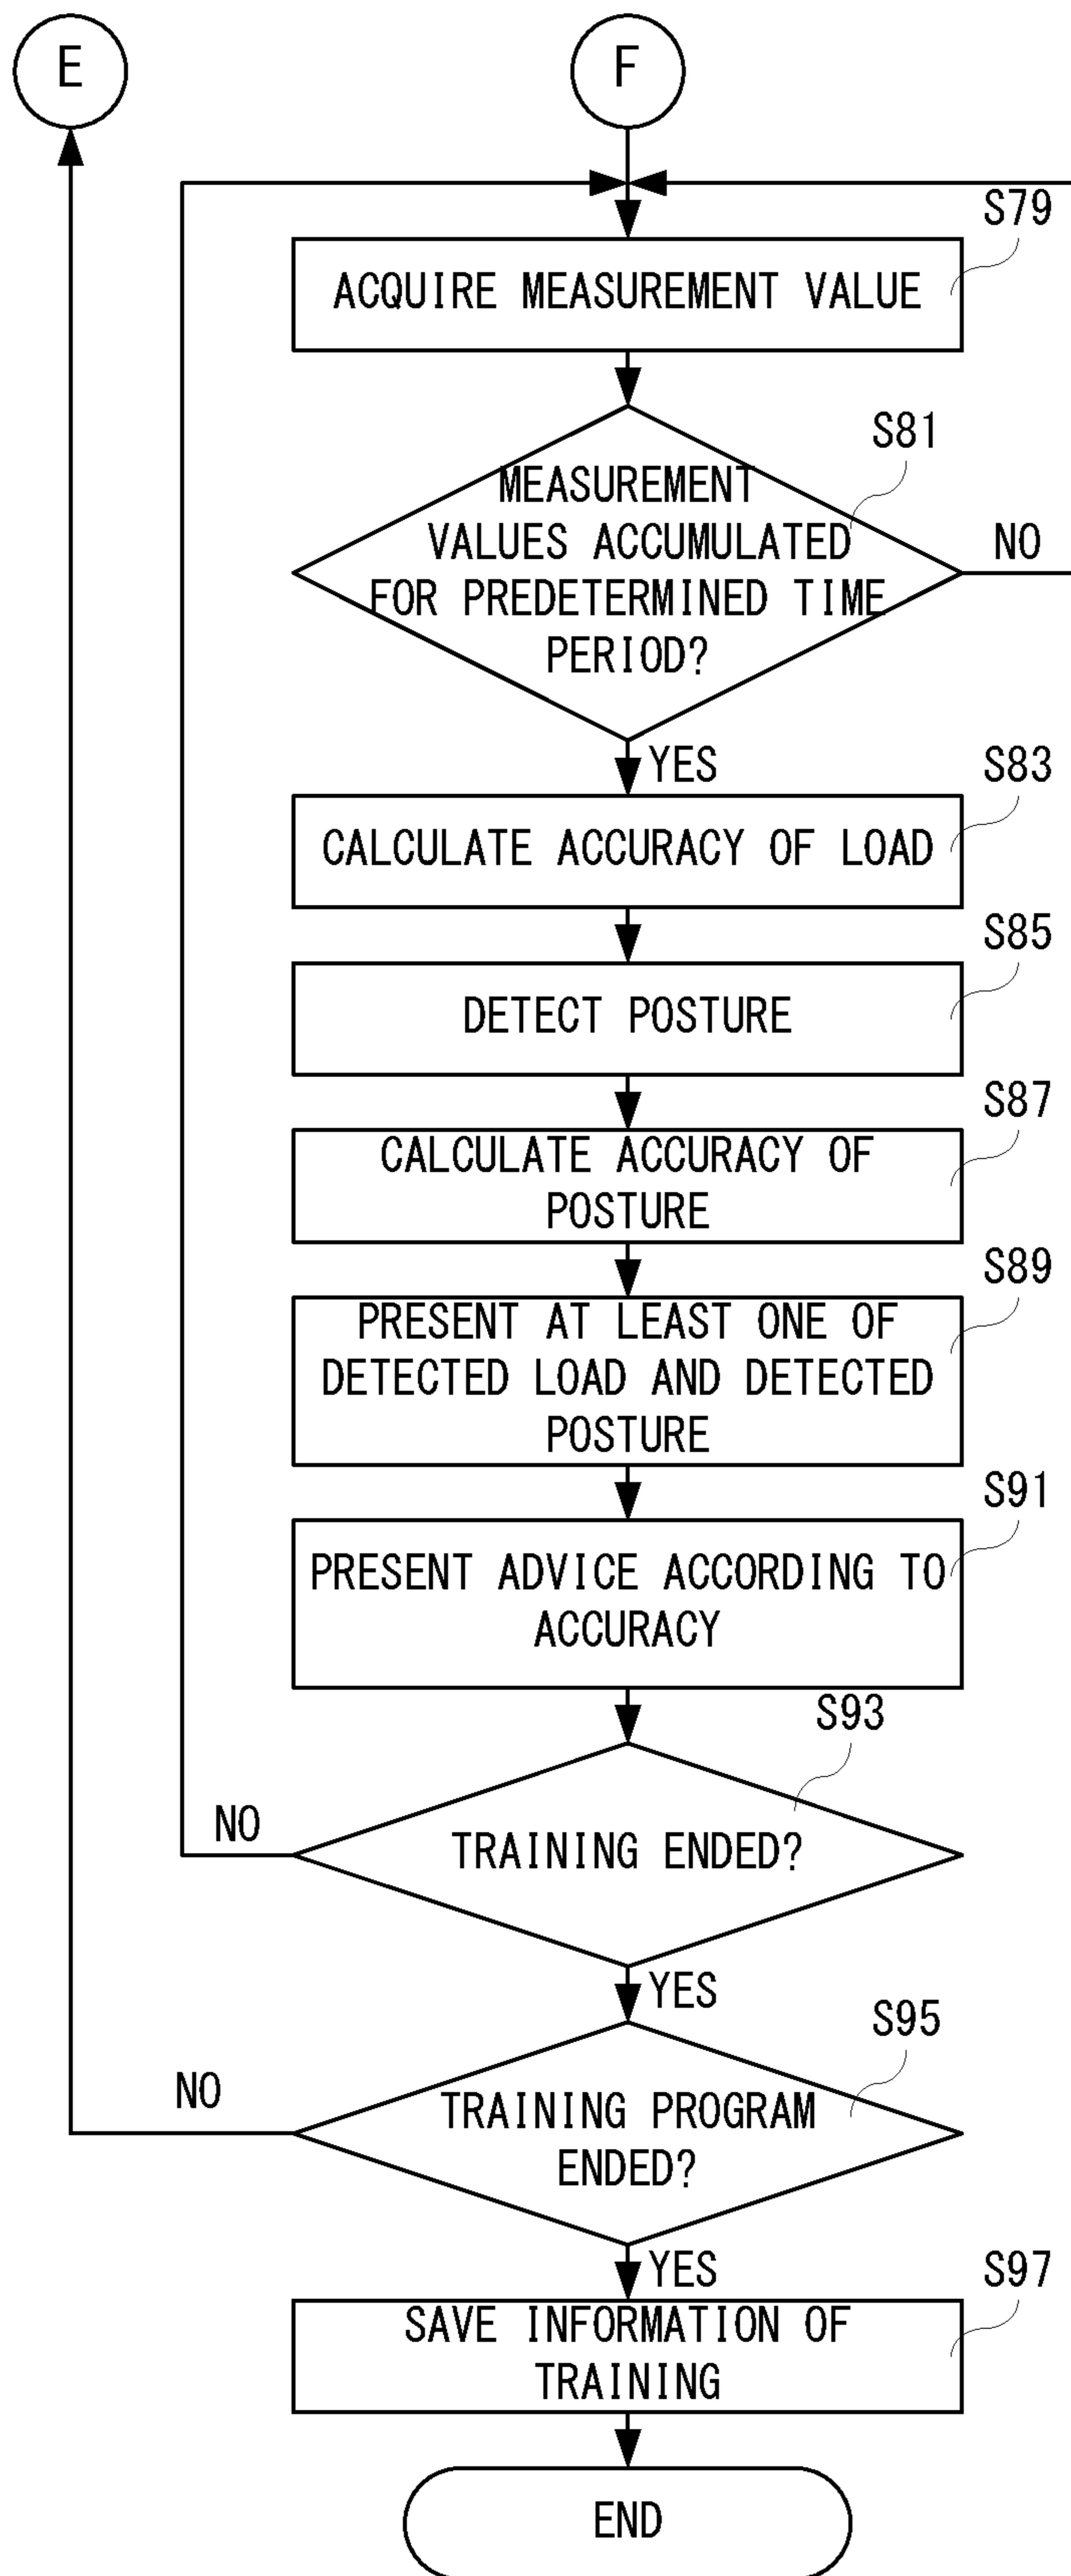 E
F
S79
ACQUIRE MEASUREMENT VALUE
S81
MEASUREMENT
VALUES ACCUMULATED
FOR PREDETERMINED TIME
PERIOD?
NO
YES
S83
CALCULATE ACCURACY OF LOAD
S85
DETECT POSTURE
S87
CALCULATE ACCURACY OF
POSTURE
S89
PRESENT AT LEAST ONE OF
DETECTED LOAD AND DETECTED
POSTURE
S91
PRESENT ADVICE ACCORDING TO
ACCURACY
S93
TRAINING ENDED?
NO
YES
S95
TRAINING PROGRAM
ENDED?
NO
YES
S97
SAVE INFORMATION OF
TRAINING
END